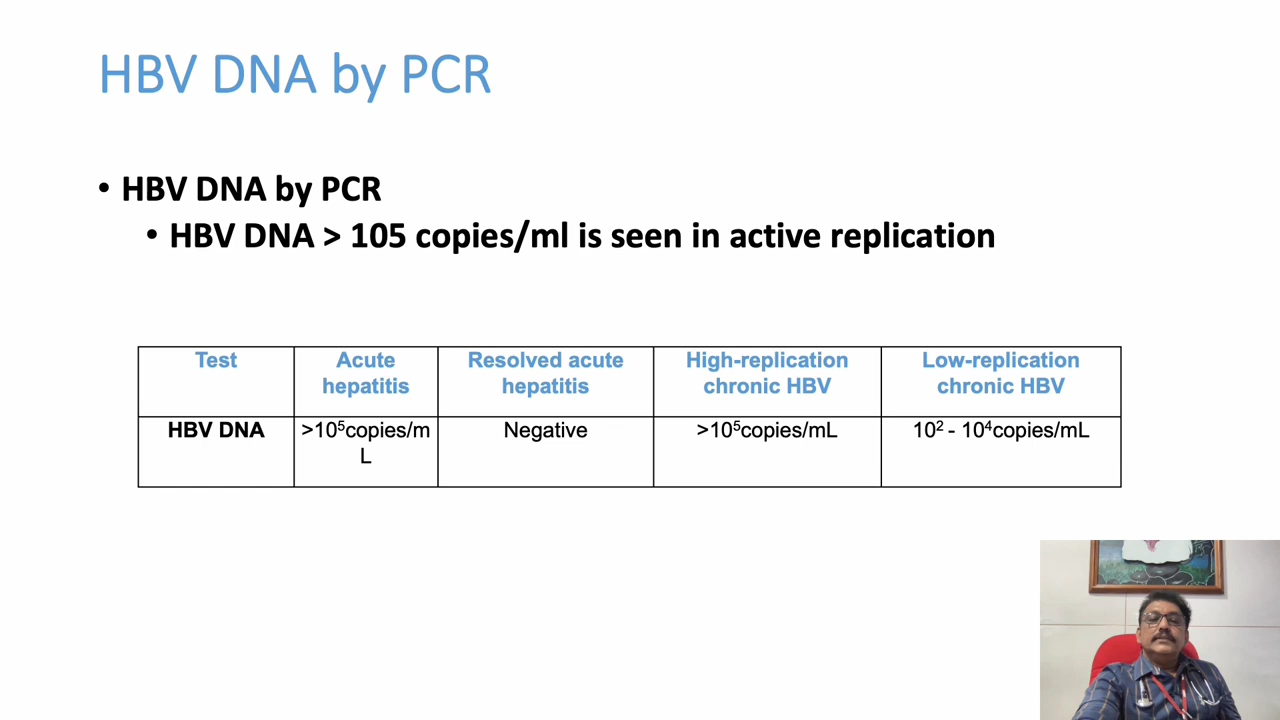 HBV DNA by PCR
• HBV DNA by PCR
• HBV DNA > 105 copies/ml is seen in active replication
Test
Acute
hepatitis
Resolved acute
hepatitis
High-replication
chronic HBV
Low-replication
chronic HBV
HBV DNA
>10⁵copies/m
L
Negative
>10⁵copies/mL
10² - 10⁴copies/mL